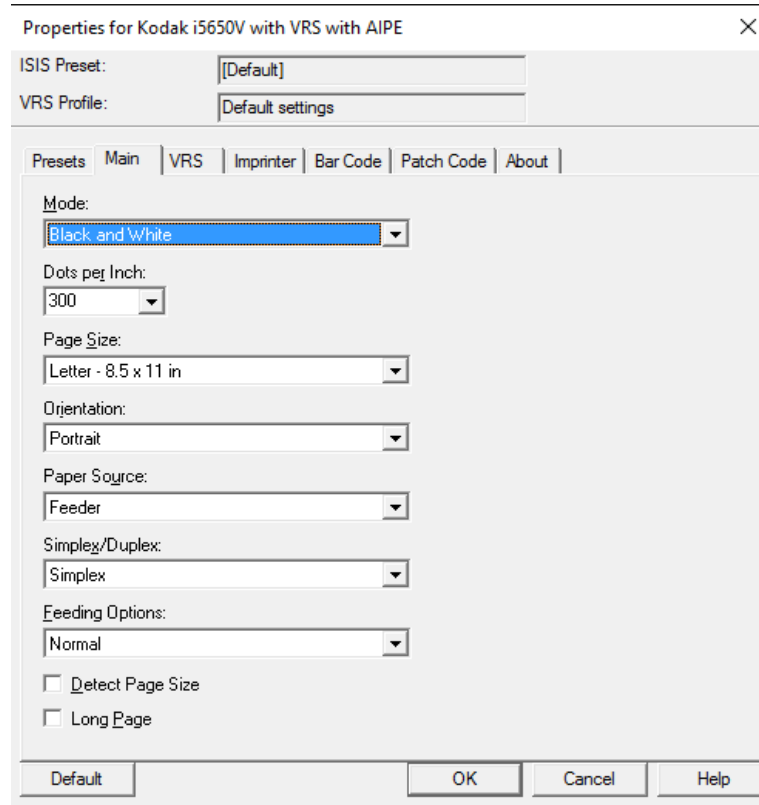 Properties for Kodak i5650V with VRS with AIPE
ISIS Preset: [Default]
VRS Profile: Default settings
Presets Main VRS Imprinter Bar Code Patch Code About
Mode:
Black and White
Dots per Inch:
300
Page Size:
Letter - 8.5 x 11 in
Orientation:
Portrait
Paper Source:
Feeder
Simplex/Duplex:
Simplex
Feeding Options:
Normal
Detect Page Size
Long Page
Default OK Cancel Help